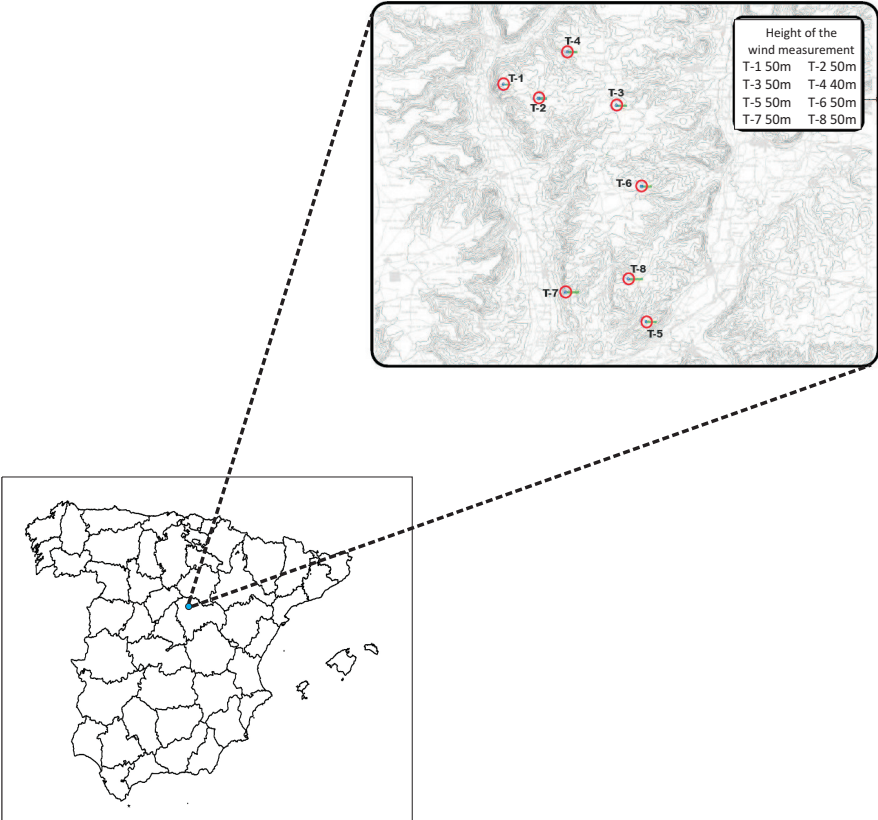 T-4
T-1
T-2
T-3
T-6
T-8
T-7
T-5
Height of the
wind measurement
T-1 50m T-2 50m
T-3 50m T-4 40m
T-5 50m T-6 50m
T-7 50m T-8 50m